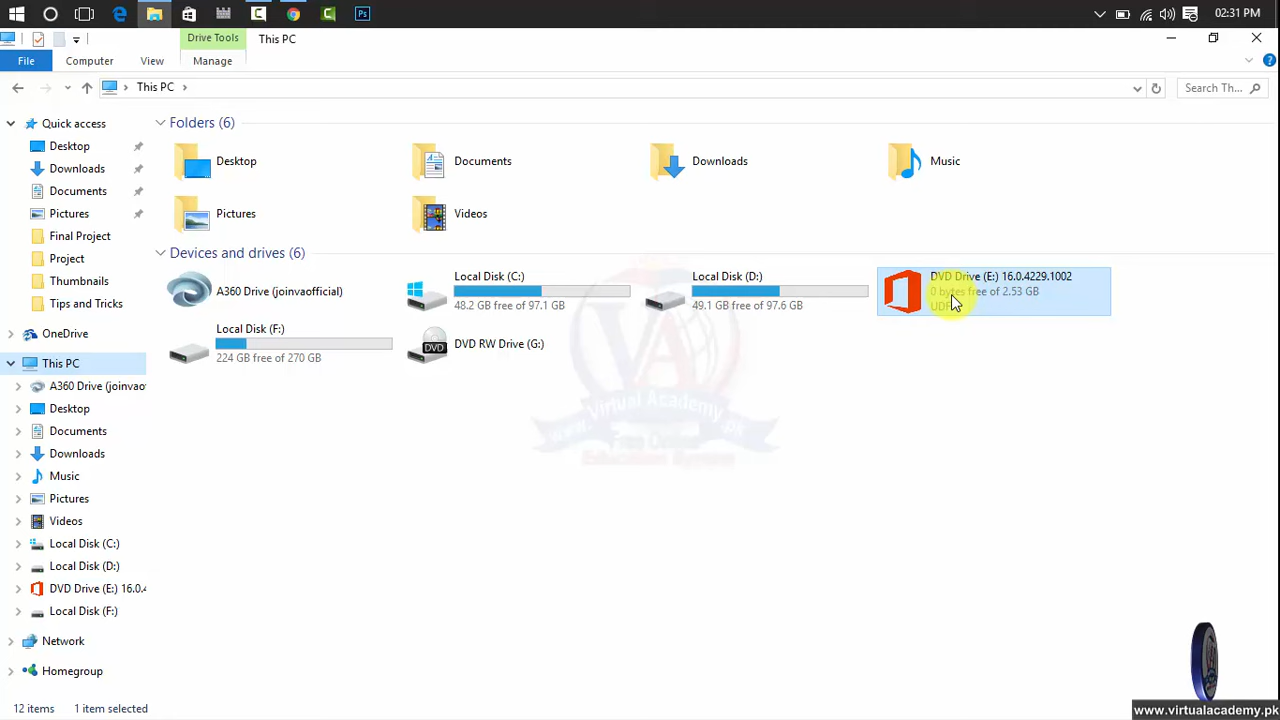 02:31 PM
Drive Tools
This PC
File
Computer
View
Manage
This PC
Search Th...
Quick access
Desktop
Downloads
Documents
Pictures
Final Project
Project
Thumbnails
Tips and Tricks
OneDrive
This PC
A360 Drive (joinvao
Desktop
Documents
Downloads
Music
Pictures
Videos
Local Disk (C:)
Local Disk (D:)
DVD Drive (E:) 16.0.4
Local Disk (F:)
Network
Homegroup
Folders (6)
Desktop
Documents
Downloads
Music
Pictures
Videos
Devices and drives (6)
A360 Drive (joinvaofficial)
Local Disk (C:)
48.2 GB free of 97.1 GB
Local Disk (D:)
49.1 GB free of 97.6 GB
DVD Drive (E:) 16.0.4229.1002
0 bytes free of 2.53 GB
UDF
Local Disk (F:)
224 GB free of 270 GB
DVD
DVD RW Drive (G:)
VA
Virtual Academy
12 items
1 item selected
www.virtualacademy.pk